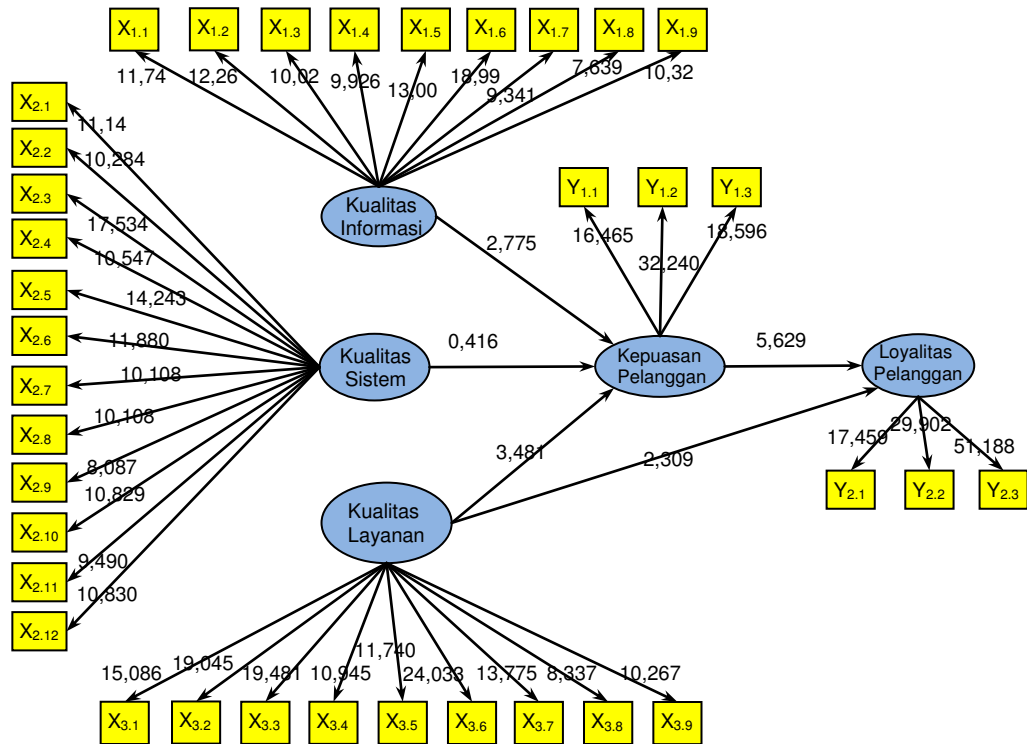 X1.1 X1.2 X1.3 X1.4 X1.5 X1.6 X1.7 X1.8 X1.9
11,74 12,26 10,02 9,926 13,00 18,99 9,341 7,639 10,32
X2.1
X2.2
X2.3
X2.4
X2.5
X2.6
X2.7
X2.8
X2.9
X2.10
X2.11
X2.12
11,14
10,284
17,534
10,547
14,243
11,880
10,108
10,108
8,087
10,829
9,490
10,830
Kualitas
Informasi
2,775
Y1.1 Y1.2 Y1.3
16,465 32,240 18,596
Kualitas
Sistem
0,416
Kepuasan
Pelanggan
5,629
Loyalitas
Pelanggan
3,481
2,309
17,459 29,902 51,188
Y2.1 Y2.2 Y2.3
Kualitas
Layanan
15,086 19,045 19,481 10,945 11,740 24,033 13,775 8,337 10,267
X3.1 X3.2 X3.3 X3.4 X3.5 X3.6 X3.7 X3.8 X3.9